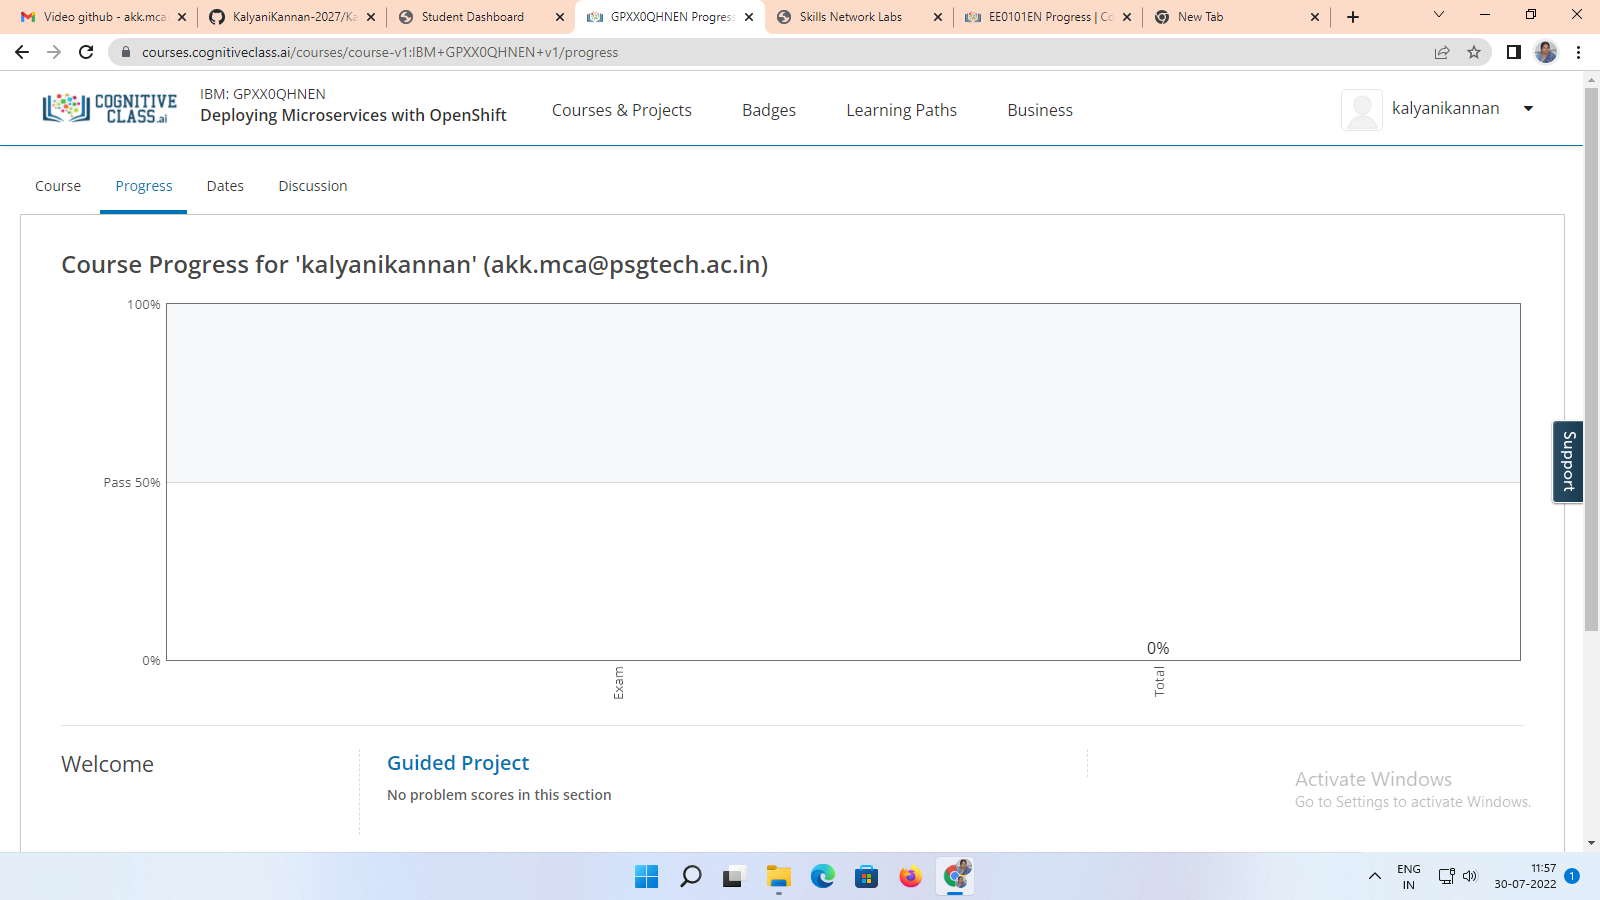 Video github - akk.mca
KalyaniKannan-2027/Ka
Student Dashboard
GPXX0QHNEN Progress
Skills Network Labs
EE0101EN Progress | Co
New Tab
courses.cognitiveclass.ai/courses/course-v1:IBM+GPXX0QHNEN+v1/progress
COGNITIVE
CLASS.ai
IBM: GPXX0QHNEN
Deploying Microservices with OpenShift
Courses & Projects
Badges
Learning Paths
Business
kalyanikannan
Course
Progress
Dates
Discussion
Course Progress for 'kalyanikannan' (akk.mca@psgtech.ac.in)
100%
Pass 50%
0%
0%
Exam
Total
Support
Welcome
Guided Project
No problem scores in this section
Activate Windows
Go to Settings to activate Windows.
ENG
IN
11:57
30-07-2022
1